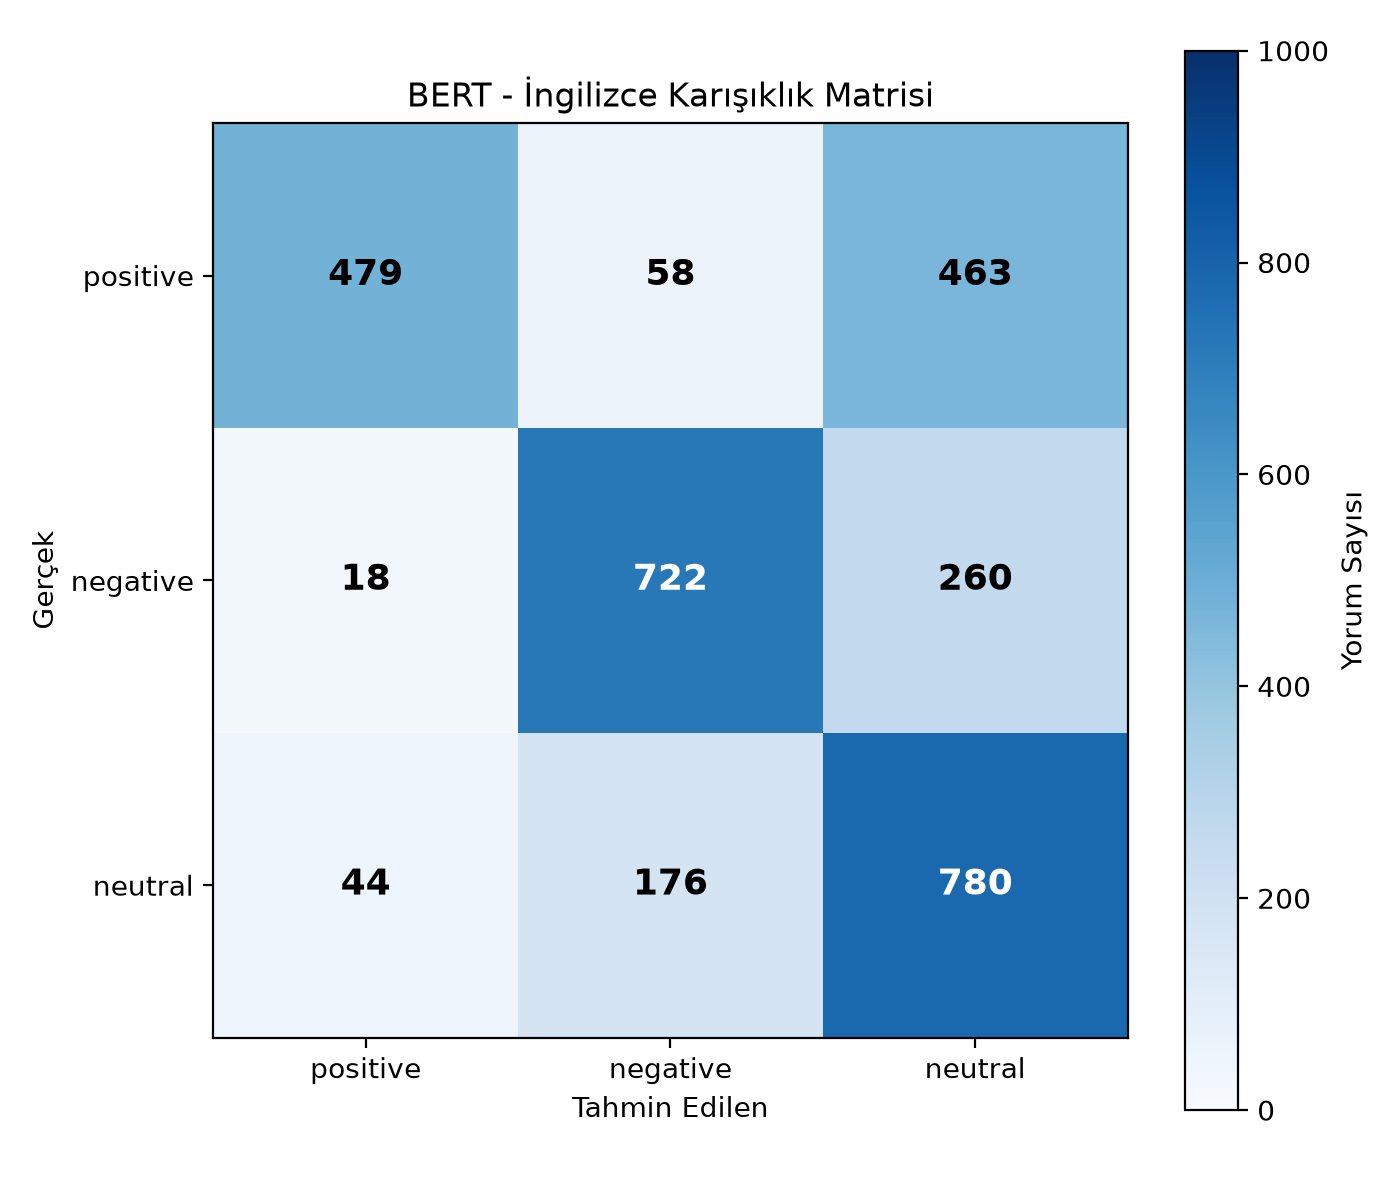 BERT - İngilizce Karışıklık Matrisi
positive 479 58 463
negative 18 722 260
neutral 44 176 780
positive negative neutral
Tahmin Edilen
Gerçek
1000
800
600
400
200
0
Yorum Sayısı